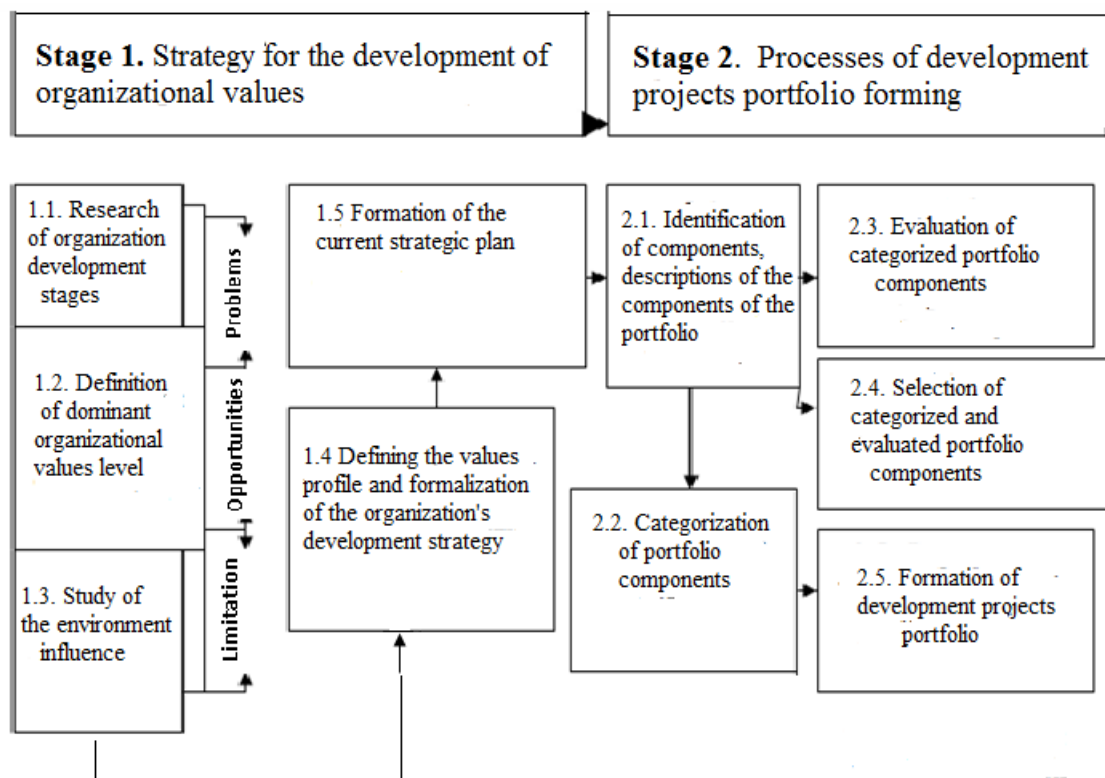 Stage 1. Strategy for the development of
organizational values
Stage 2. Processes of development
projects portfolio forming
1.1. Research
of organization
development
stages
1.2. Definition
of dominant
organizational
values level
1.3. Study of
the environment
influence
Problems
Opportunities
Limitation
1.5 Formation of the
current strategic plan
1.4 Defining the values
profile and formalization
of the organization's
development strategy
2.1. Identification
of components,
descriptions of the
components of the
portfolio
2.2. Categorization
of portfolio
components
2.3. Evaluation of
categorized portfolio
components
2.4. Selection of
categorized and
evaluated portfolio
components
2.5. Formation of
development projects
portfolio